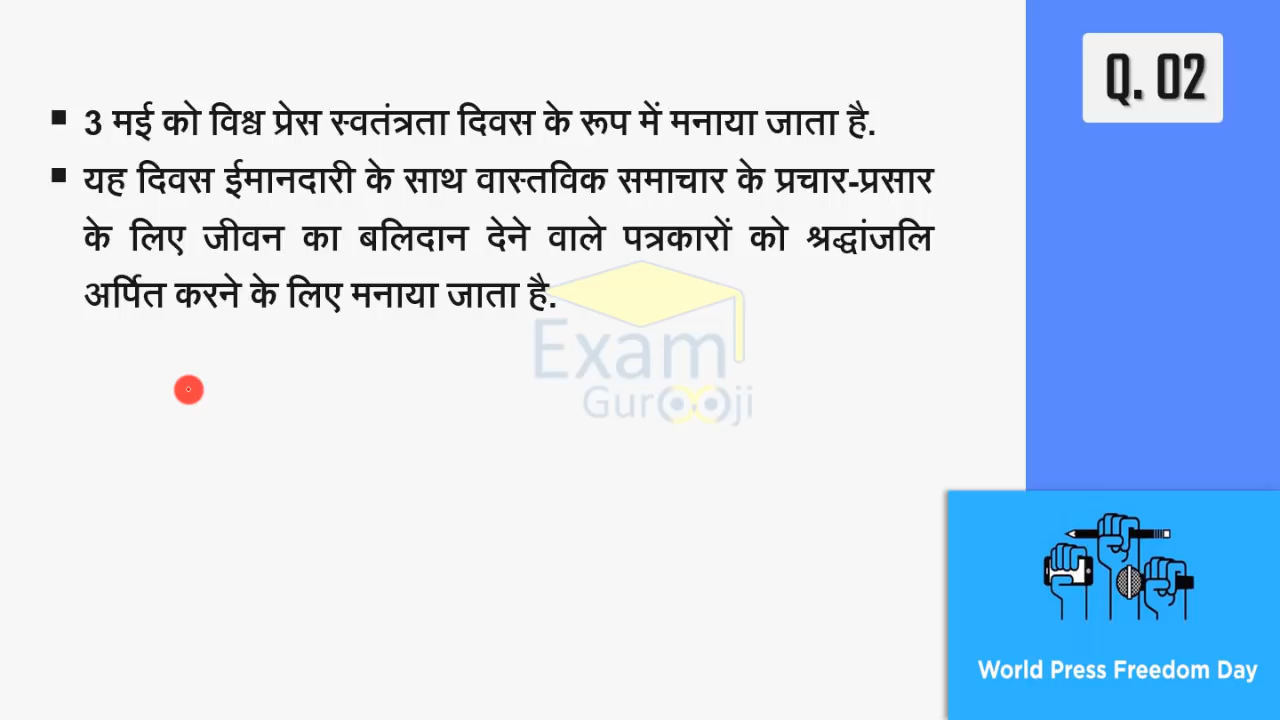 Q. 02
▪ 3 मई को विश्व प्रेस स्वतंत्रता दिवस के रूप में मनाया जाता है.
▪ यह दिवस ईमानदारी के साथ वास्तविक समाचार के प्रचार-प्रसार
के लिए जीवन का बलिदान देने वाले पत्रकारों को श्रद्धांजलि
अर्पित करने के लिए मनाया जाता है.
Exam
Gurooji
World Press Freedom Day